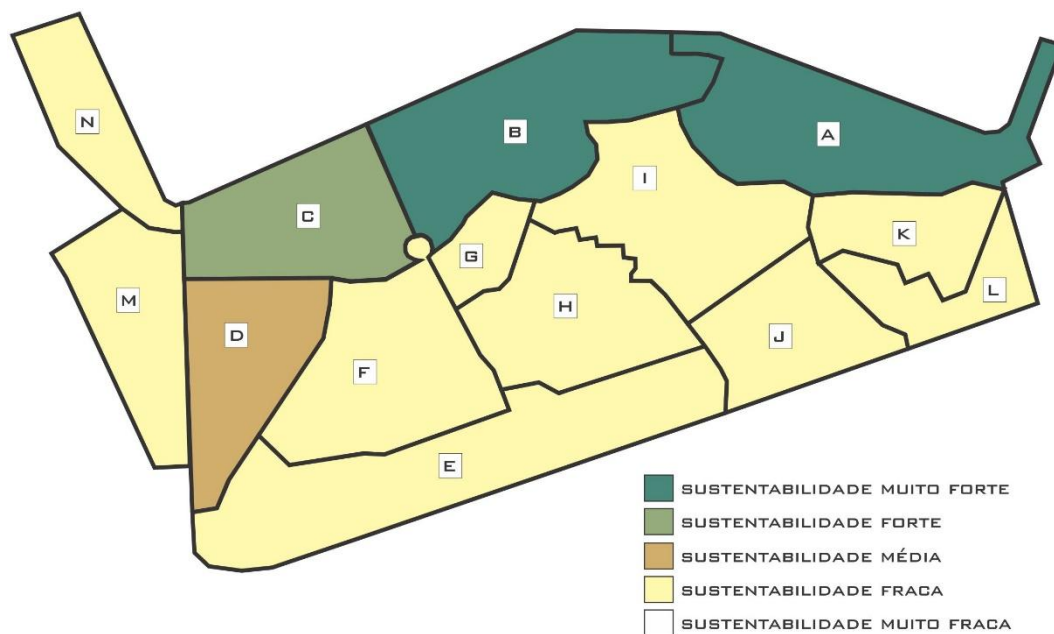 N
B
A
I
C
K
G
L
M
H
D
J
F
E
SUSTENTABILIDADE MUITO FORTE
SUSTENTABILIDADE FORTE
SUSTENTABILIDADE MÉDIA
SUSTENTABILIDADE FRACA
SUSTENTABILIDADE MUITO FRACA